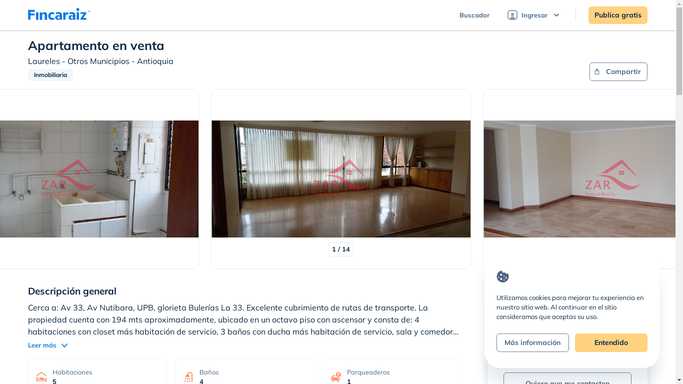 Fincaraiz
Buscador
Ingresar
Publica gratis
Apartamento en venta
Laureles - Otros Municipios - Antioquia
Inmobiliaria
Compartir
ZAR
ZAR
ZAR
1 / 14
Descripción general
Cerca a: Av 33, Av Nutibara, UPB, glorieta Bulerías La 33. Excelente cubrimiento de rutas de transporte. La
propiedad cuenta con 194 mts aproximadamente, ubicado en un octavo piso con ascensor y consta de: 4
habitaciones con closet más habitación de servicio, 3 baños con ducha más habitación de servicio, sala y comedor...
Leer más
Habitaciones
5
Baños
4
Parqueaderos
1
Utilizamos cookies para mejorar tu experiencia en
nuestro sitio web. Al continuar en el sitio
consideramos que aceptas su uso.
Más información
Entendido
Quiero que me contacten